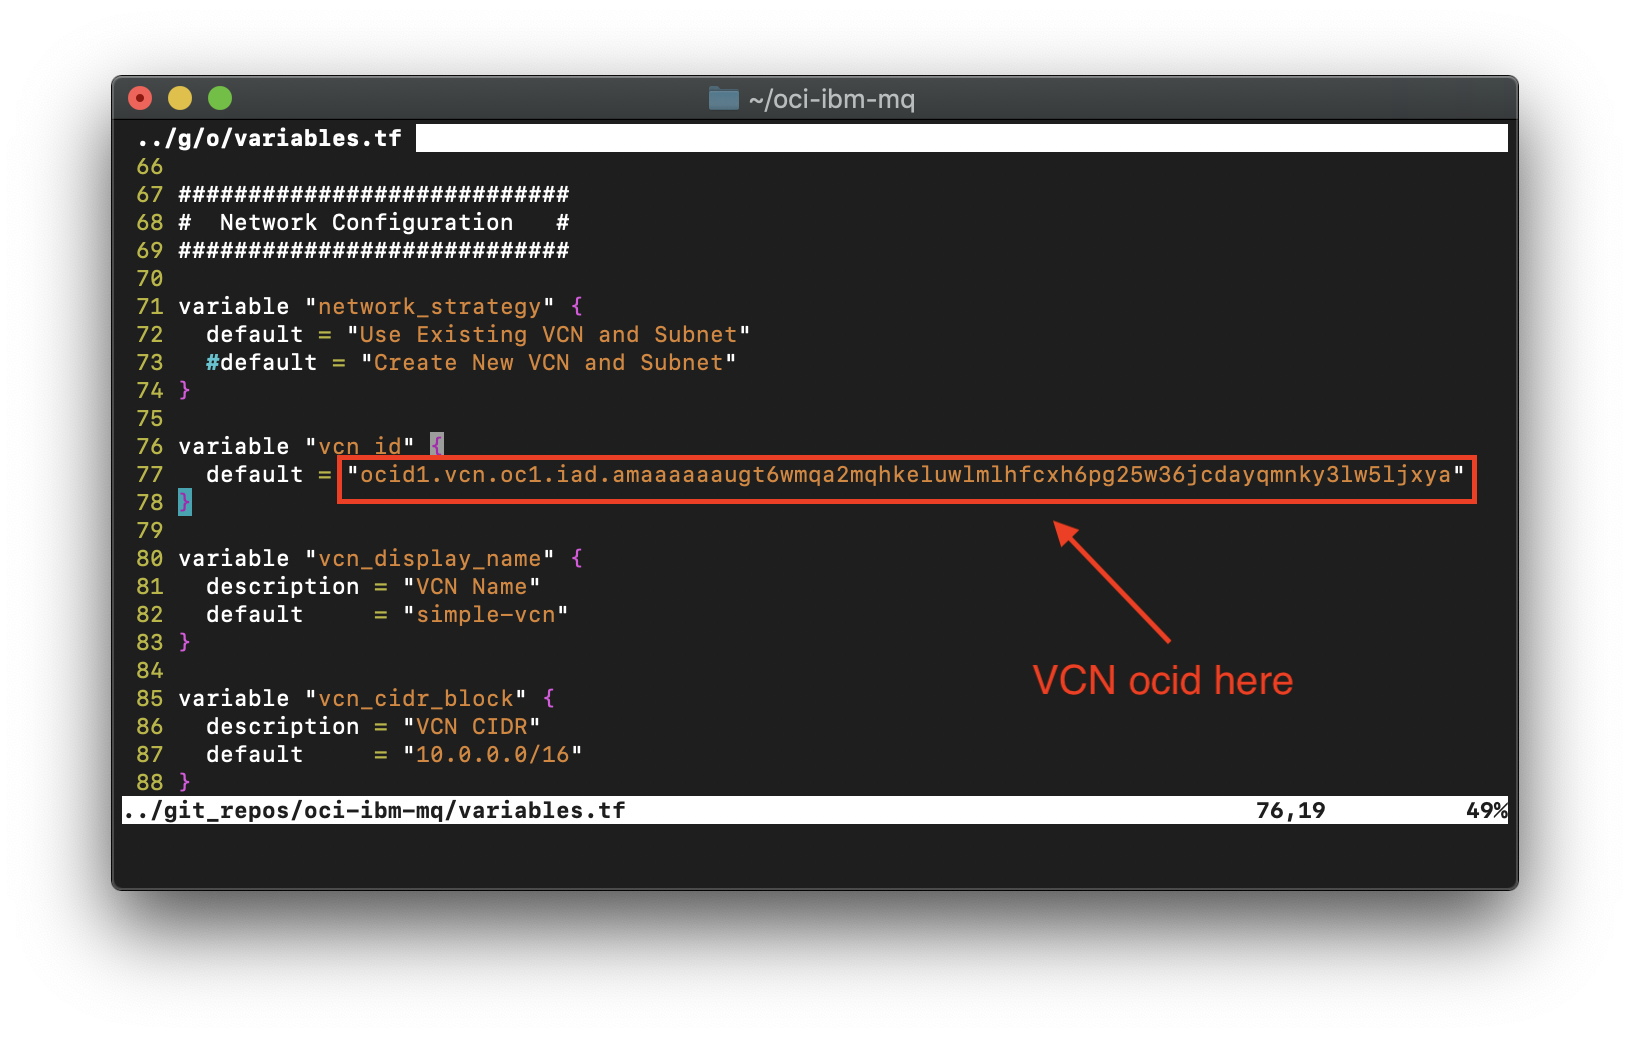 ~/oci-ibm-mq
../g/o/variables.tf
66
67 ############################
68 #  Network Configuration   #
69 ############################
70
71 variable "network_strategy" {
72   default = "Use Existing VCN and Subnet"
73   #default = "Create New VCN and Subnet"
74 }
75
76 variable "vcn_id" {
77   default = "ocid1.vcn.oc1.iad.amaaaaaaugt6wmqa2mqhkeluwlmlhfcxh6pg25w36jcdayqmnky3lw5ljxya"
78 }
79
80 variable "vcn_display_name" {
81   description = "VCN Name"
82   default     = "simple-vcn"
83 }
84
85 variable "vcn_cidr_block" {
86   description = "VCN CIDR"
87   default     = "10.0.0.0/16"
88 }
VCN ocid here
../git_repos/oci-ibm-mq/variables.tf 76,19 49%